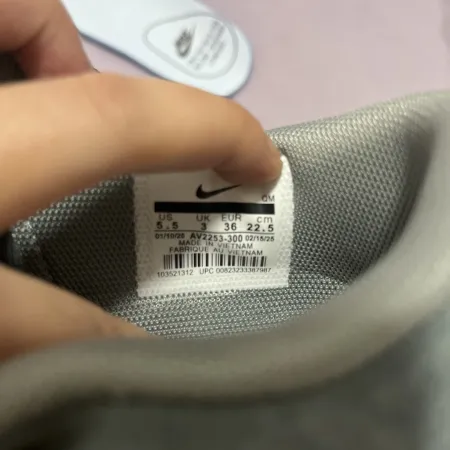 QM
US UK EUR cm
5.5 3 36 22.5
01/10/25 AV2253-300 02/15/25
MADE IN VIETNAM
FABRIQUE AU VIETNAM
103521312 UPC 00823233387987